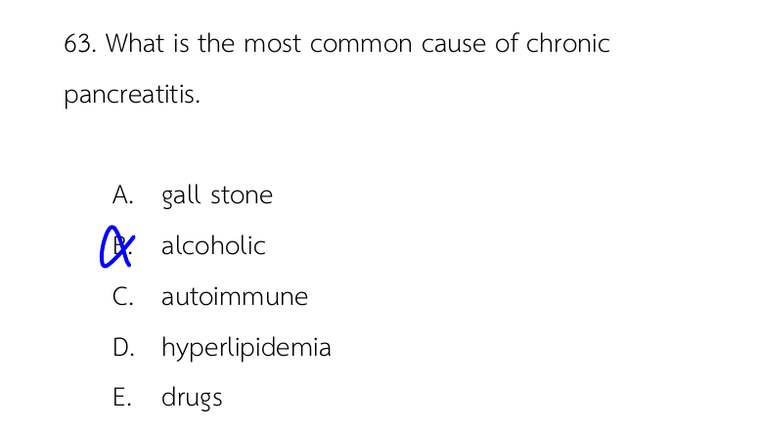 63. What is the most common cause of chronic
pancreatitis.
A. gall stone
B. alcoholic
C. autoimmune
D. hyperlipidemia
E. drugs